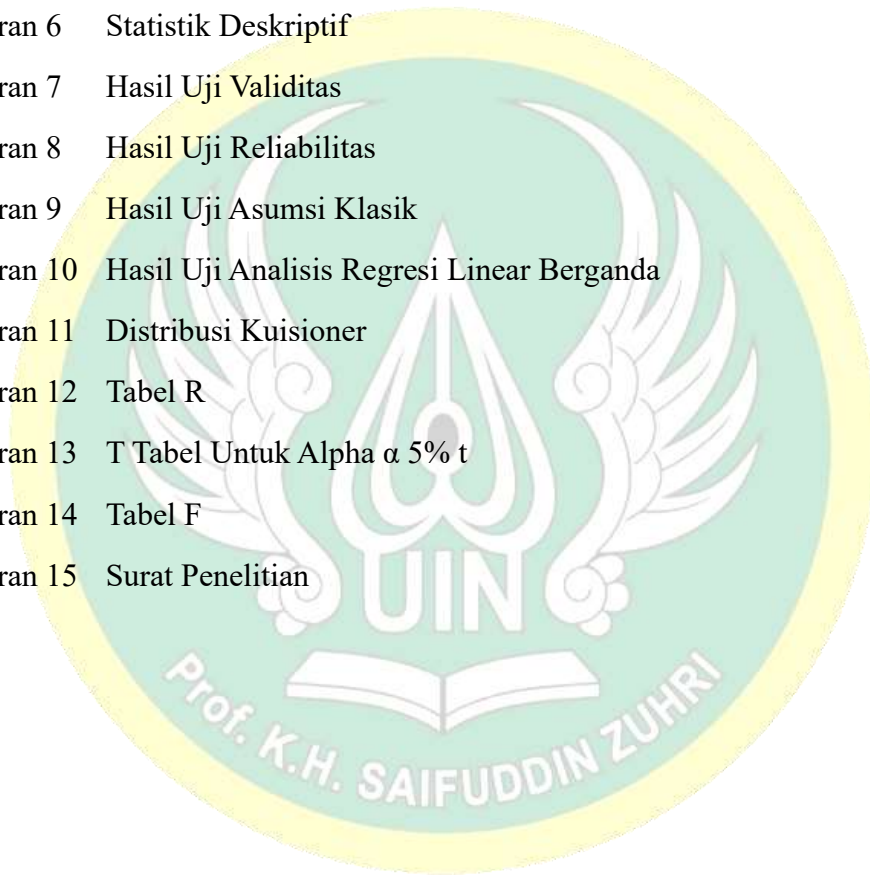 ran 6 Statistik Deskriptif
ran 7 Hasil Uji Validitas
ran 8 Hasil Uji Reliabilitas
ran 9 Hasil Uji Asumsi Klasik
ran 10 Hasil Uji Analisis Regresi Linear Berganda
ran 11 Distribusi Kuisioner
ran 12 Tabel R
ran 13 T Tabel Untuk Alpha α 5% t
ran 14 Tabel F
ran 15 Surat Penelitian
UIN
Prof. K.H. SAIFUDDIN ZUHRI